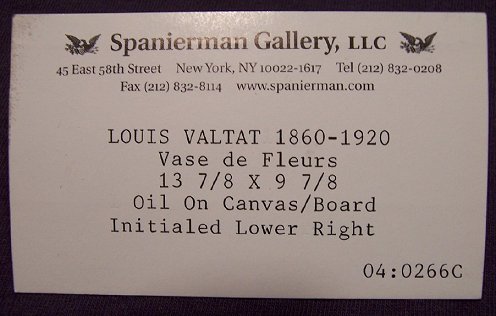 Spanierman Gallery, LLC
45 East 58th Street New York, NY 10022-1617 Tel (212) 832-0208
Fax (212) 832-8114 www.spanierman.com
LOUIS VALTAT 1860-1920
Vase de Fleurs
13 7/8 X 9 7/8
Oil On Canvas/Board
Initialed Lower Right
04:0266C